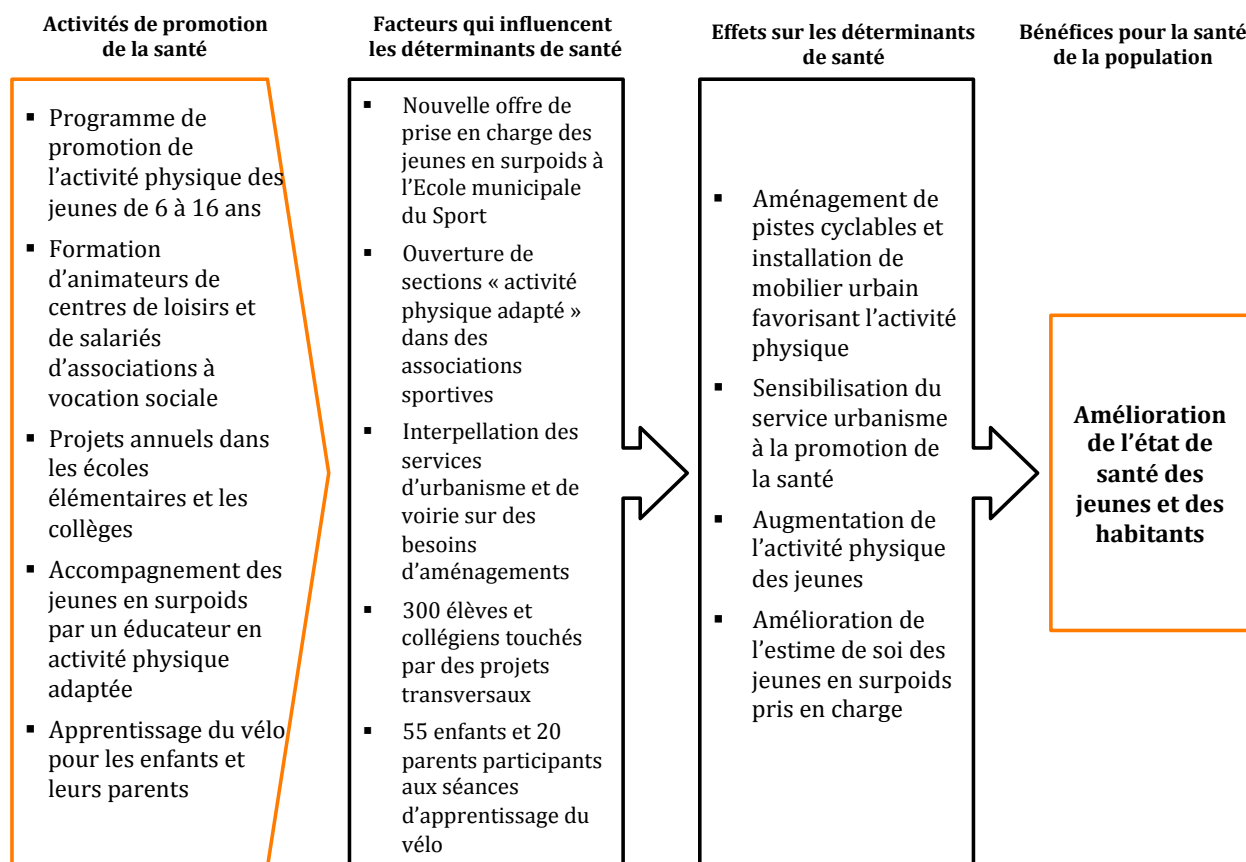 Activités de promotion
de la santé
Facteurs qui influencent
les déterminants de santé
Effets sur les déterminants
de santé
Bénéfices pour la santé
de la population
▪ Programme de
promotion de
l’activité physique des
jeunes de 6 à 16 ans
▪ Formation
d’animateurs de
centres de loisirs et
de salariés
d’associations à
vocation sociale
▪ Projets annuels dans
les écoles
élémentaires et les
collèges
▪ Accompagnement des
jeunes en surpoids
par un éducateur en
activité physique
adaptée
▪ Apprentissage du vélo
pour les enfants et
leurs parents
▪ Nouvelle offre de
prise en charge des
jeunes en surpoids à
l’Ecole municipale
du Sport
▪ Ouverture de
sections « activité
physique adapté »
dans des
associations
sportives
▪ Interpellation des
services
d’urbanisme et de
voirie sur des
besoins
d’aménagements
▪ 300 élèves et
collégiens touchés
par des projets
transversaux
▪ 55 enfants et 20
parents participants
aux séances
d’apprentissage du
vélo
▪ Aménagement de
pistes cyclables et
installation de
mobilier urbain
favorisant l’activité
physique
▪ Sensibilisation du
service urbanisme
à la promotion de
la santé
▪ Augmentation de
l’activité physique
des jeunes
▪ Amélioration de
l’estime de soi des
jeunes en surpoids
pris en charge
Amélioration
de l’état de
santé des
jeunes et des
habitants